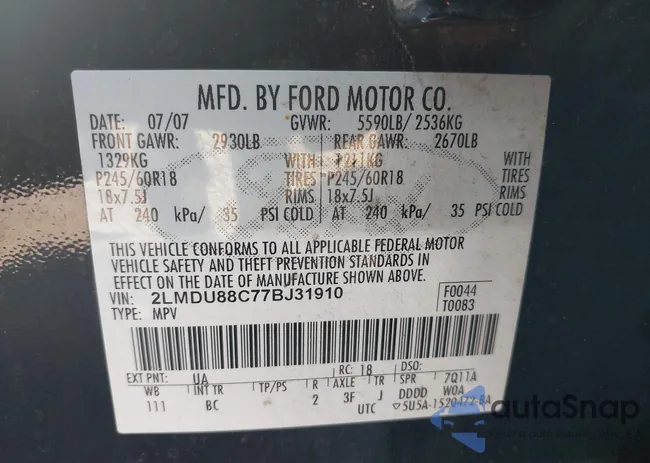 MFD. BY FORD MOTOR CO.
DATE: 07/07 GVWR: 5590LB/ 2536KG
FRONT GAWR: 2930LB REAR GAWR: 2670LB
1329KG WITH 1211KG WITH
P245/60R18 TIRES P245/60R18 TIRES
18x7.5J RIMS 18x7.5J RIMS
AT 240 kPa/ 35 PSI COLD AT 240 kPa/ 35 PSI COLD
THIS VEHICLE CONFORMS TO ALL APPLICABLE FEDERAL MOTOR
VEHICLE SAFETY AND THEFT PREVENTION STANDARDS IN
EFFECT ON THE DATE OF MANUFACTURE SHOWN ABOVE.
VIN: 2LMDU88C77BJ31910 F0044
TYPE: MPV T0083
RC: 18 DSO:
EXT PNT: UA
WB INT TR TP/PS R AXLE TR SPR 7Q11A
111 BC 2 3F J DDDD WOA
UTC
autoSnap